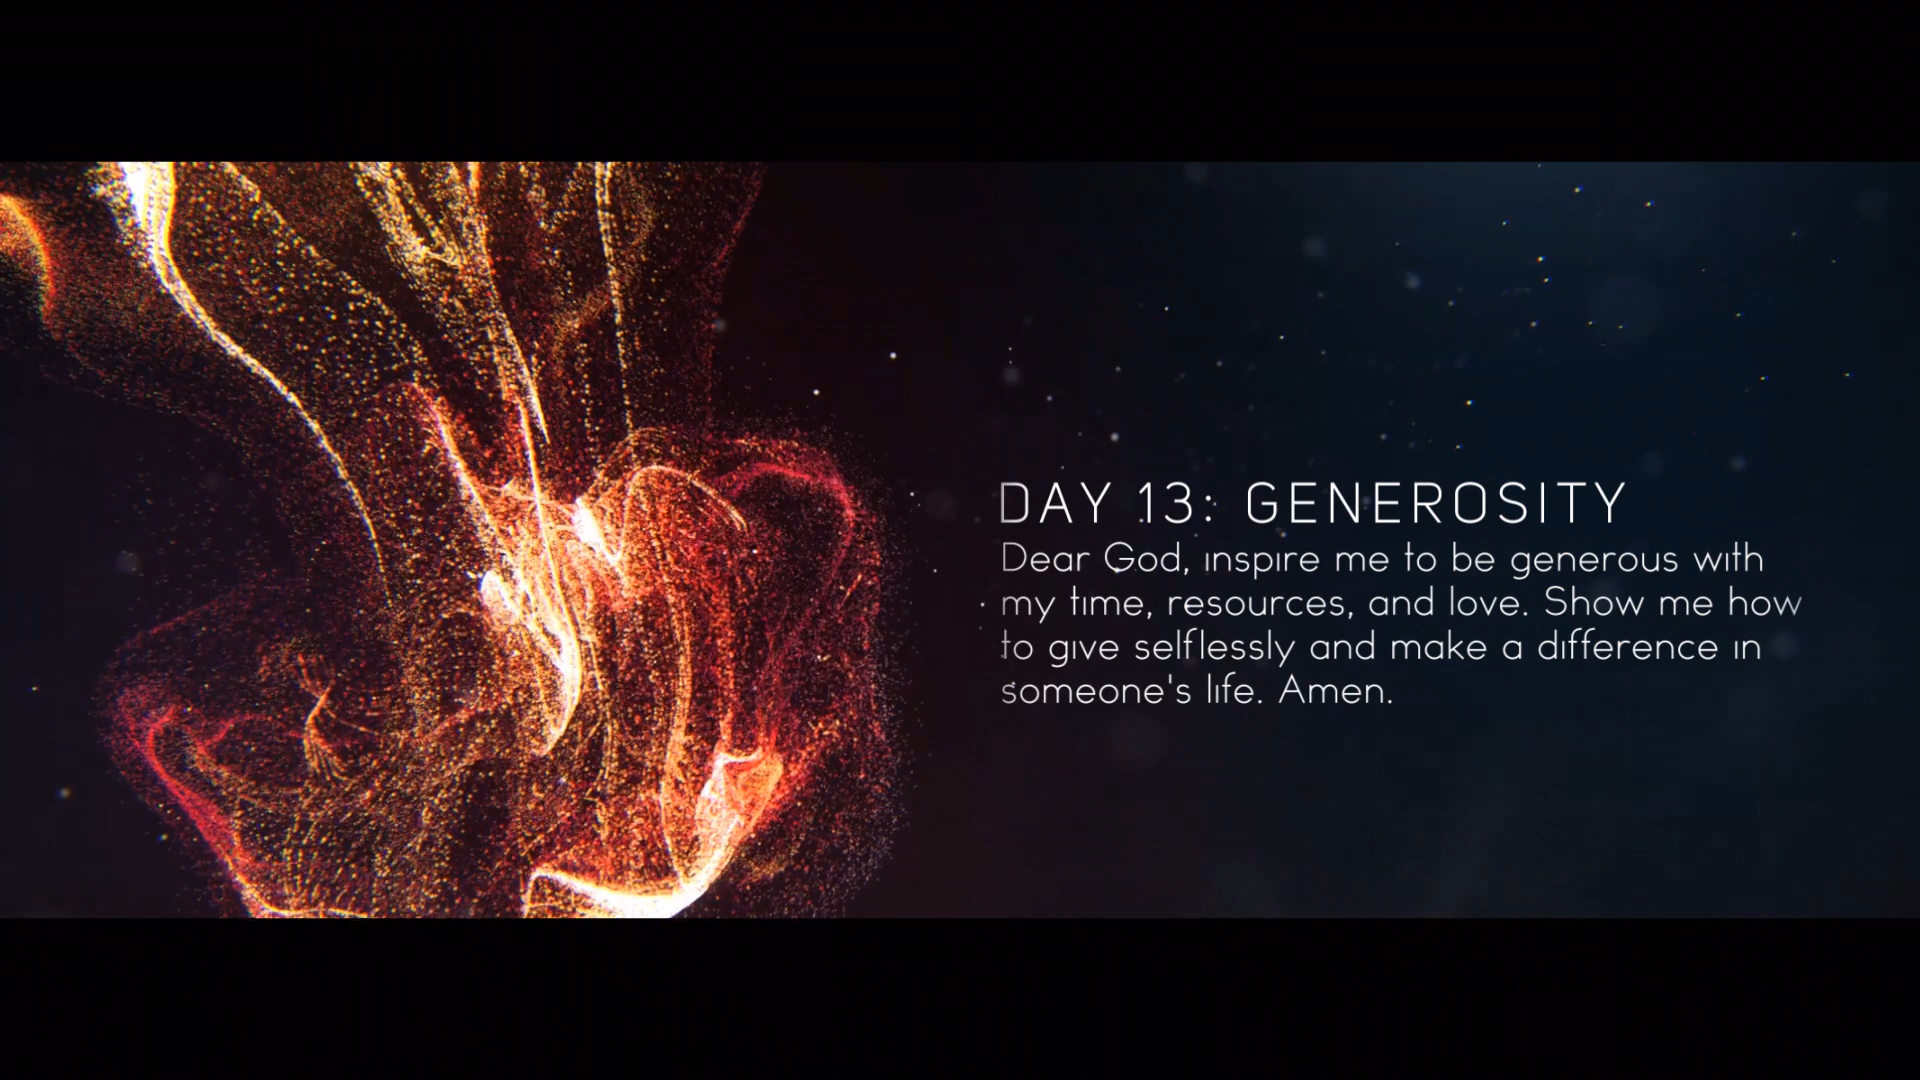 DAY 13: GENEROSITY
Dear God, inspire me to be generous with
my time, resources, and love. Show me how
to give selflessly and make a difference in
someone's life. Amen.